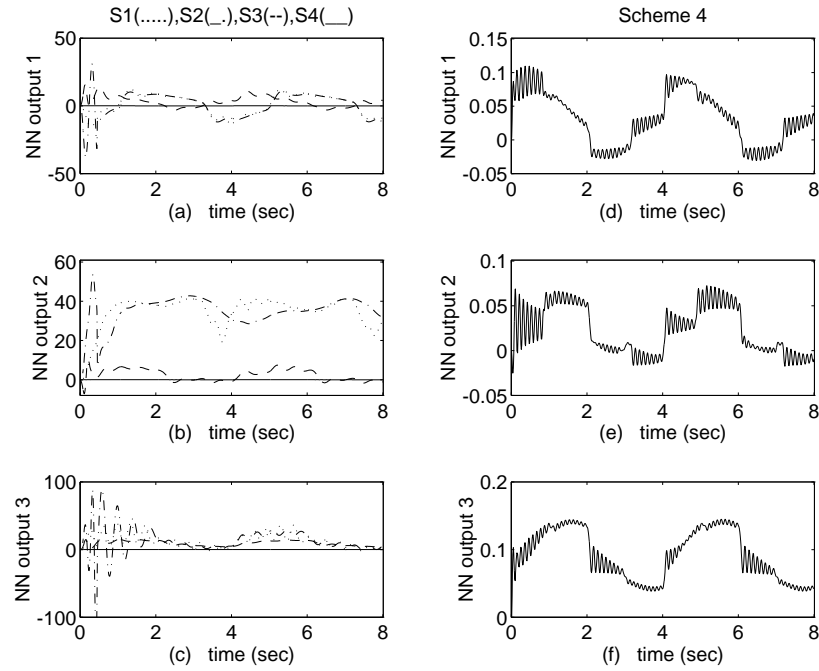 S1(.....),S2(_.),S3(--),S4(__)
NN output 1
50
0
-50
0 2 4 6 8
(a) time (sec)
Scheme 4
NN output 1
0.15
0.1
0.05
0
-0.05
0 2 4 6 8
(d) time (sec)
NN output 2
60
40
20
0
0 2 4 6 8
(b) time (sec)
NN output 2
0.1
0.05
0
-0.05
0 2 4 6 8
(e) time (sec)
NN output 3
100
0
-100
0 2 4 6 8
(c) time (sec)
NN output 3
0.2
0.1
0
0 2 4 6 8
(f) time (sec)